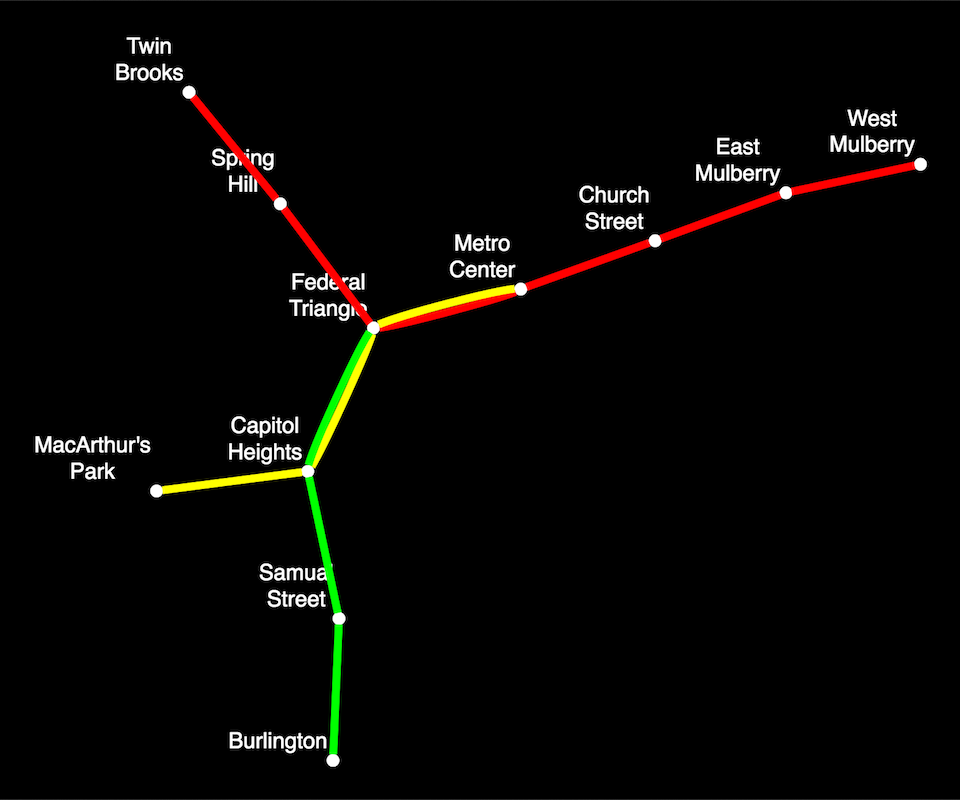 Twin
Brooks
West
Mulberry
East
Mulberry
Spring
Hill
Church
Street
Metro
Center
Federal
Triangle
Capitol
Heights
MacArthur's
Park
Samual
Street
Burlington